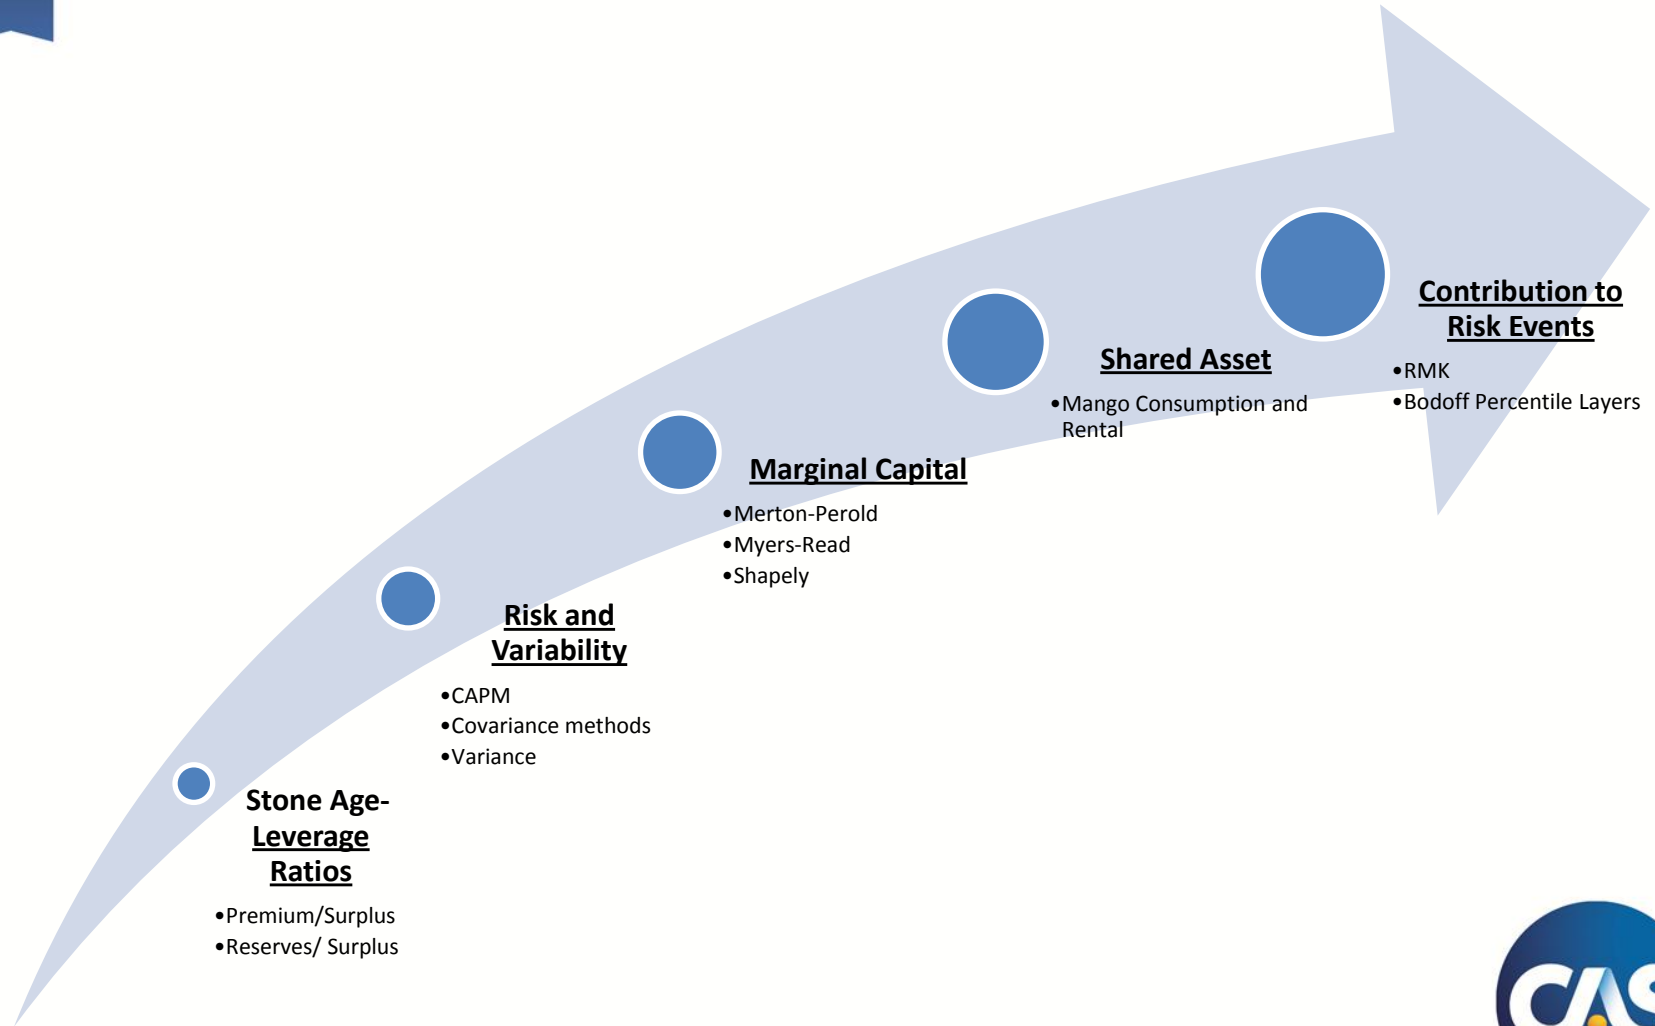 Stone Age-
Leverage
Ratios
•Premium/Surplus
•Reserves/ Surplus
Risk and
Variability
•CAPM
•Covariance methods
•Variance
Marginal Capital
•Merton-Perold
•Myers-Read
•Shapely
Shared Asset
•Mango Consumption and
Rental
Contribution to
Risk Events
•RMK
•Bodoff Percentile Layers
CAS